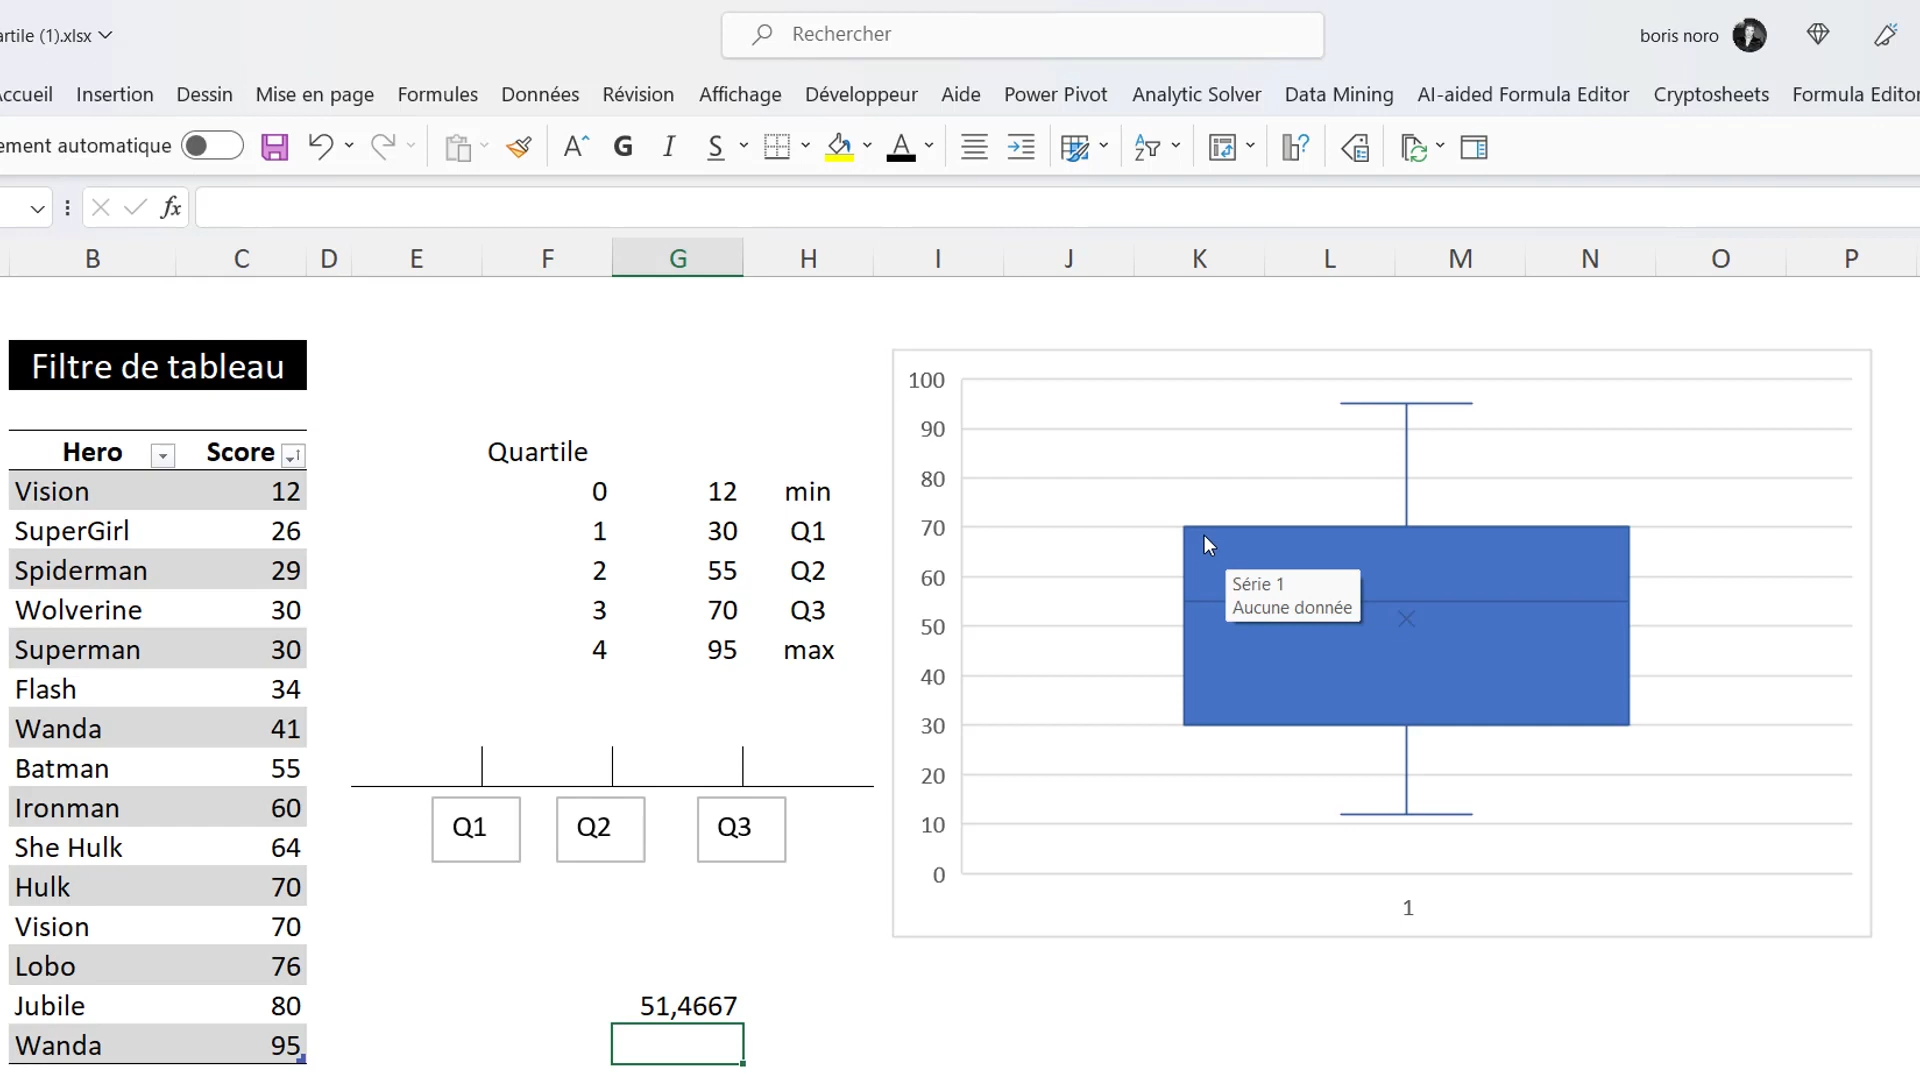 artile (1).xlsx
Rechercher
boris noro
ccueil Insertion Dessin Mise en page Formules Données Révision Affichage Développeur Aide Power Pivot Analytic Solver Data Mining AI-aided Formula Editor Cryptosheets Formula Editor
ement automatique
G I S
fx
B C D E F G H I J K L M N O P
Filtre de tableau
Hero Score
Vision 12
SuperGirl 26
Spiderman 29
Wolverine 30
Superman 30
Flash 34
Wanda 41
Batman 55
Ironman 60
She Hulk 64
Hulk 70
Vision 70
Lobo 76
Jubile 80
Wanda 95
Quartile
0 12 min
1 30 Q1
2 55 Q2
3 70 Q3
4 95 max
Q1 Q2 Q3
51,4667
100
90
80
70
60
50
40
30
20
10
0
1
Série 1
Aucune donnée